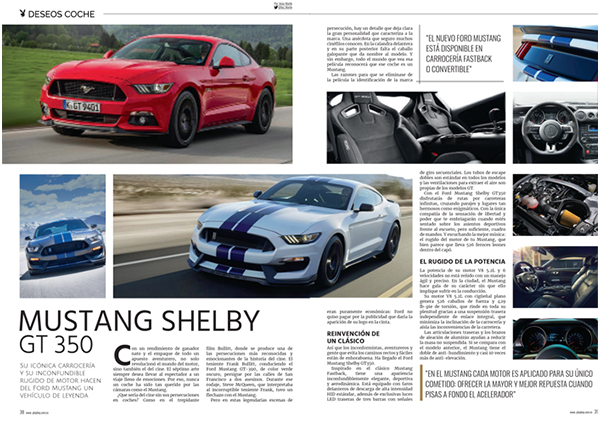 DESEOS COCHE
K·GT 9401
MUSTANG SHELBY
GT 350
SU ICÓNICA CARROCERÍA
Y SU INCONFUNDIBLE
RUGIDO DE MOTOR HACEN
DEL FORD MUSTANG UN
VEHÍCULO DE LEYENDA
Con un rendimiento de ganador
nato y el empaque de todo un
apuesto aventurero, no solo
revolucionó el mundo del motor,
sino también el del cine. El séptimo arte
siempre desea llevar al espectador a un
viaje lleno de emociones. Por eso, nunca
un coche ha sido tan querido por las
cámaras como el Mustang.
¿Qué sería del cine sin sus persecuciones
en coches? Como en el trepidante
film Bullitt, donde se produce una de
las persecuciones más reconocidas y
emocionantes de la historia del cine. El
teniente Frank Bullitt conduciendo el
Ford Mustang GT-390, de color verde
oscuro, persigue por las calles de San
Francisco a dos asesinos. Durante ese
rodaje, Steve McQueen, que interpretaba
al incorruptible teniente Frank, tuvo un
flechazo con el Mustang.
Pero en estas legendarias escenas de
persecución, hay un detalle que deja clara
la gran personalidad que caracteriza a la
marca. Una anécdota que seguro muchos
cinéfilos conocen. En la calandra delantera
y en su parte posterior falta el caballo
galopante que da nombre al modelo. Y
sin embargo, todo el mundo que vea esa
película reconocerá que ese coche es un
Mustang.
Las razones para que se eliminase de
la película la identificación de la marca
eran puramente económicas: Ford no
quiso pagar por la publicidad que daría la
aparición de su logo en la cinta.
REINVENCIÓN DE
UN CLÁSICO
Así que los inconformistas, aventureros y
gente que evita los caminos rectos y fáciles
están de enhorabuena. Ha llegado el Ford
Mustang Shelby GT350.
Inspirado en el clásico Mustang
Fastback, tiene una apariencia
inconfundiblemente elegante, deportiva
y aerodinámica. Está equipado con faros
delanteros de descarga de alta intensidad
HID estándar, además de exclusivos luces
LED traseras de tres barras con señales
"EL NUEVO FORD MUSTANG
ESTÁ DISPONIBLE EN
CARROCERÍA FASTBACK
O CONVERTIBLE"
de giro secuenciales. Los tubos de escape
dobles son estándar en todos los modelos
y las ventilaciones para extraer el aire son
propias de los modelos GT.
Con el Ford Mustang Shelby GT350
disfrutarás de rutas por carreteras
infinitas, cruzando parajes y lugares tan
hermosos como enigmáticos. Con la única
compañía de la sensación de libertad y
poder que te embriagarán cuando estés
sentado sobre los asientos deportivos
frente al escueto, pero suficiente, cuadro
de mandos. Y escuchando la mejor música:
el rugido del motor de tu Mustang, que
bien parece que lleva 526 feroces leones
dentro del capó.
EL RUGIDO DE LA POTENCIA
La potencia de su motor V8 5,2L y 6
velocidades no está reñido con un manejo
ágil y preciso. En la ciudad, el Mustang
hace gala de su carácter sin que ello
implique sufrir en la conducción.
Su motor V8 5.2L con cigüeñal plano
genera 526 caballos de fuerza y 429
lb-pie de torsión, que rinde en toda su
plenitud gracias a una suspensión trasera
independiente de enlace integral, que
minimiza la inclinación de la carrocería y
aísla las inconsistencias de la carretera.
Las articulaciones traseras y los brazos
de aleación de aluminio ayudan a reducir
la masa no suspendida. Si se compara con
el modelo anterior, el Mustang tiene el
doble de anti-hundimiento y casi 10 veces
más de anti-elevación.
"EN EL MUSTANG CADA MOTOR ES APLICADO PARA SU ÚNICO
COMETIDO: OFRECER LA MAYOR Y MEJOR RESPUESTA CUANDO
PISAS A FONDO EL ACELERADOR"